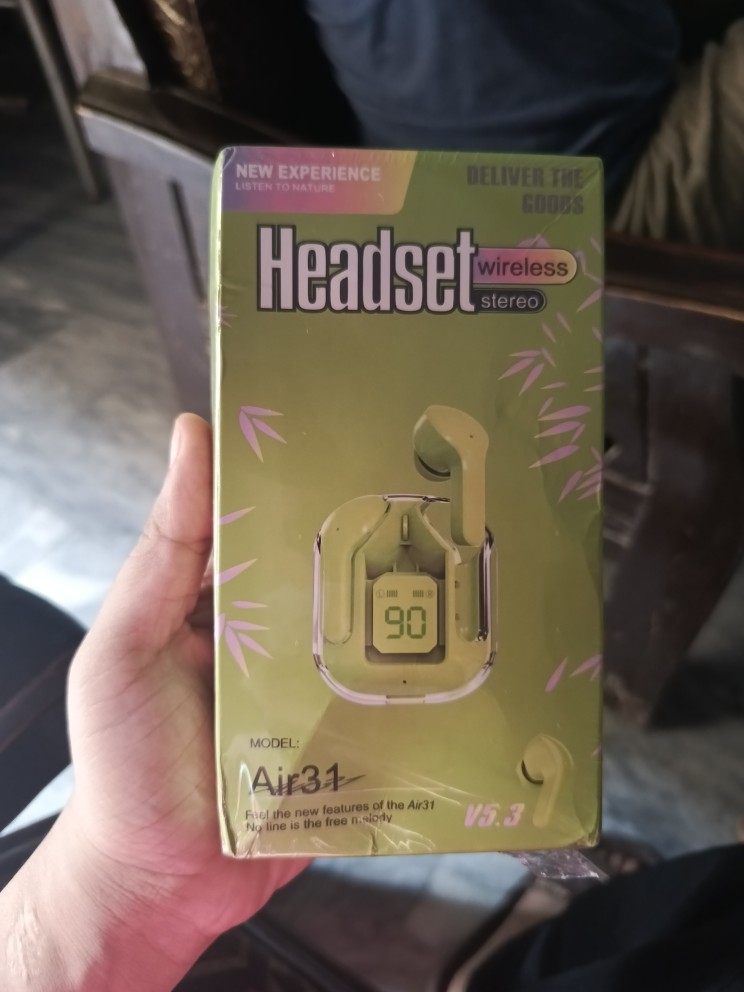 NEW EXPERIENCE
LISTEN TO NATURE
DELIVER THE
GOODS
Headset
wireless
stereo
90
MODEL:
Air31
Feel the new features of the Air31
No line is the free melody
V5.3